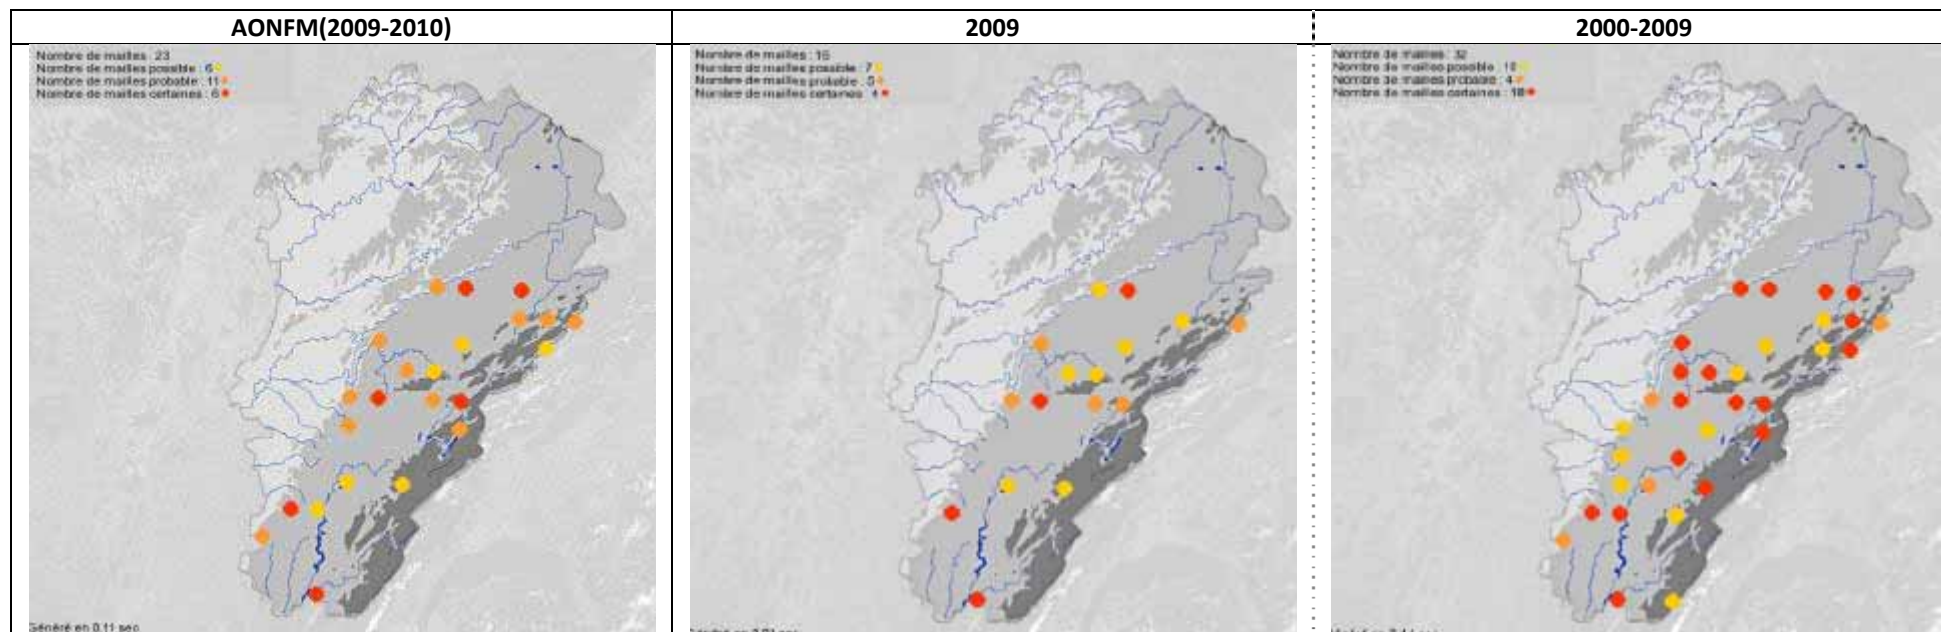 AONFM(2009-2010)
2009
2000-2009
Nombre de mailles : 23
Nombre de mailles possible : 6
Nombre de mailles probable : 11
Nombre de mailles certaines : 6
Nombre de mailles : 16
Nombre de mailles possible : 7
Nombre de mailles probable : 5
Nombre de mailles certaines : 4
Nombre de mailles : 32
Nombre de mailles possible : 10
Nombre de mailles probable : 4
Nombre de mailles certaines : 18
Généré en 0.11 sec